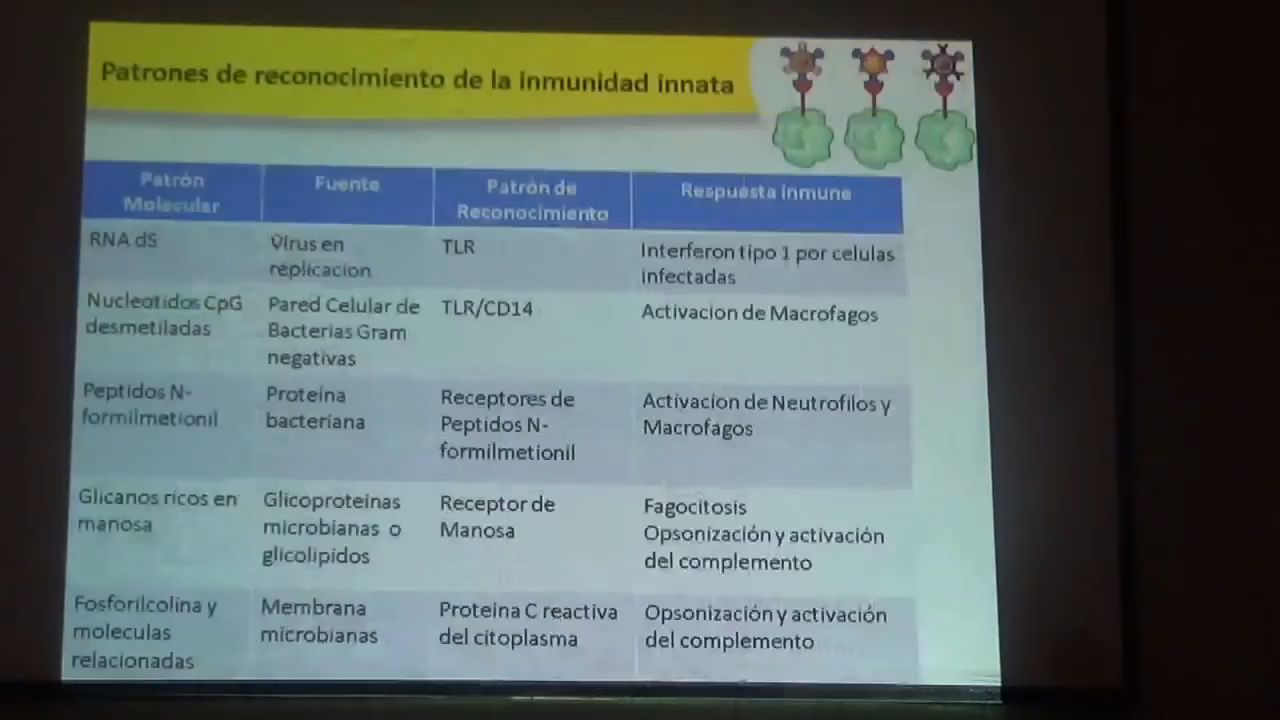 Patrones de reconocimiento de la inmunidad innata
Patrón
Molecular
Fuente
Patrón de
Reconocimiento
Respuesta inmune
RNA dS
Virus en
replicacion
TLR
Interferon tipo 1 por celulas
infectadas
Nucleotidos CpG
desmetiladas
Pared Celular de
Bacterias Gram
negativas
TLR/CD14
Activacion de Macrofagos
Peptidos N-
formilmetionil
Proteina
bacteriana
Receptores de
Peptidos N-
formilmetionil
Activacion de Neutrofilos y
Macrofagos
Glicanos ricos en
manosa
Glicoproteinas
microbianas o
glicolipidos
Receptor de
Manosa
Fagocitosis
Opsonización y activación
del complemento
Fosforilcolina y
moleculas
relacionadas
Membrana
microbianas
Proteina C reactiva
del citoplasma
Opsonización y activación
del complemento